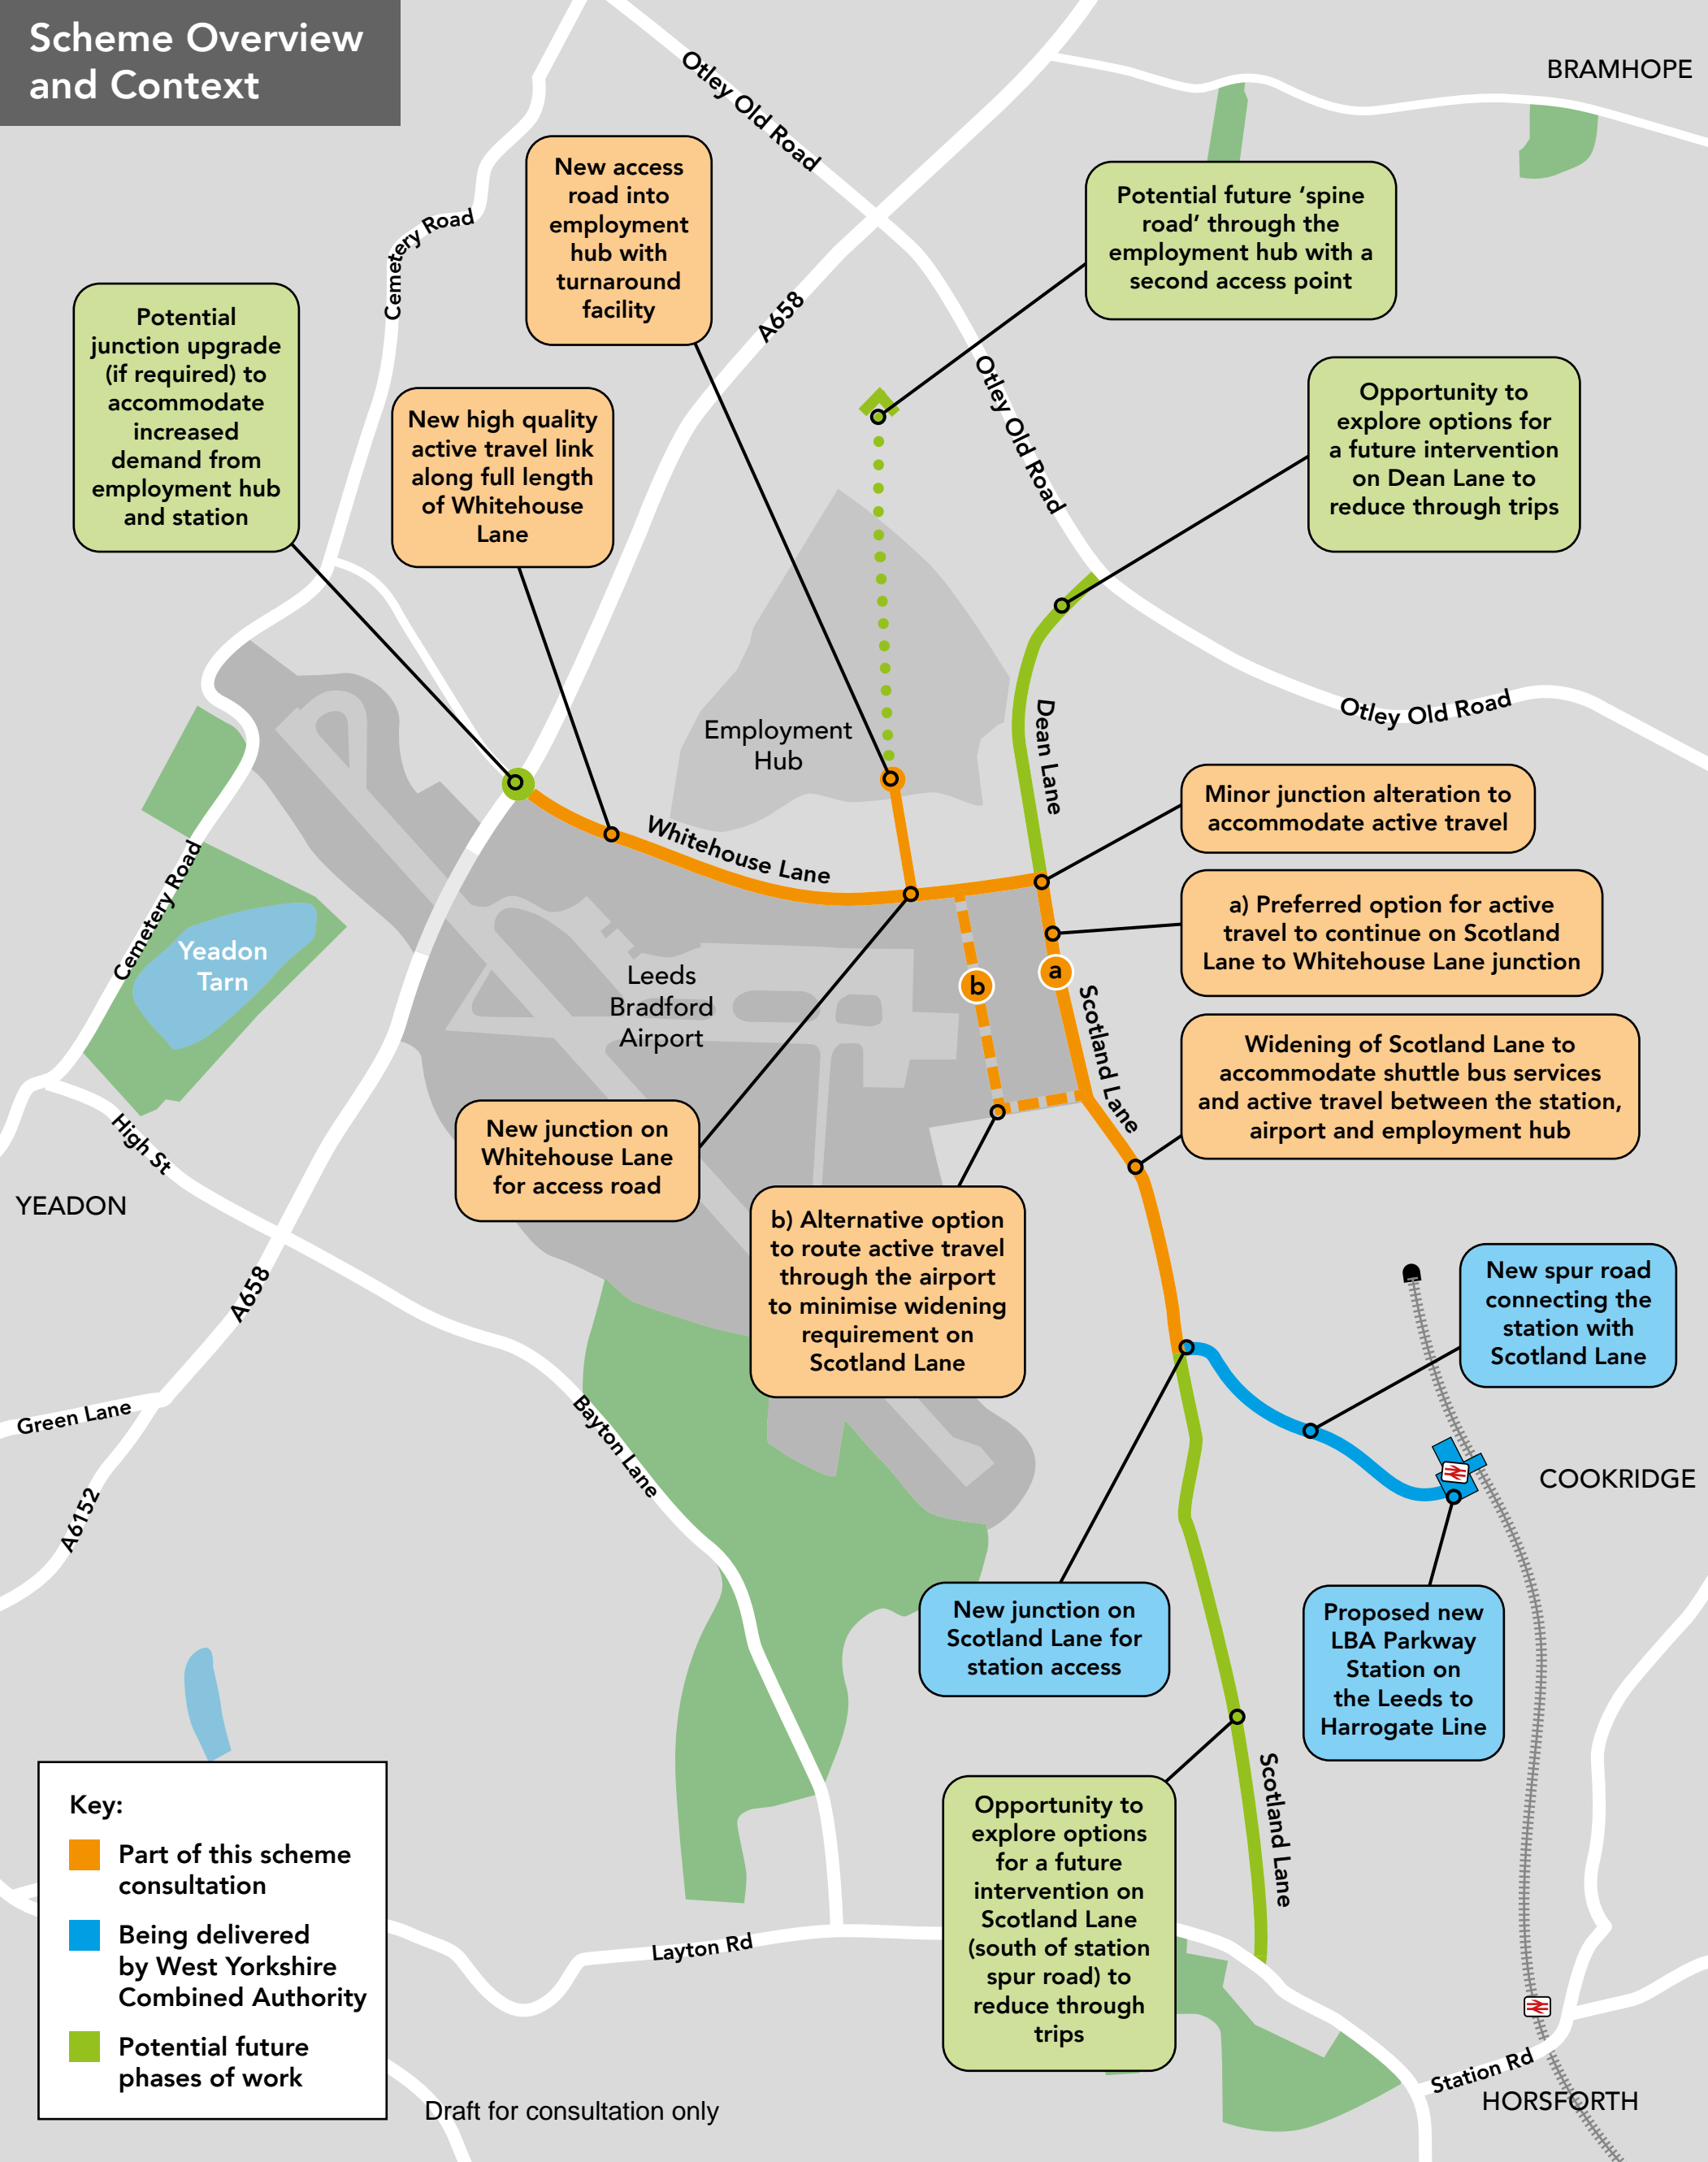 Scheme Overview
and Context
BRAMHOPE
Otley Old Road
New access
road into
employment
hub with
turnaround
facility
Potential future ‘spine
road’ through the
employment hub with a
second access point
Cemetery Road
A658
Potential
junction upgrade
(if required) to
accommodate
increased
demand from
employment hub
and station
New high quality
active travel link
along full length
of Whitehouse
Lane
Otley Old Road
Opportunity to
explore options for
a future intervention
on Dean Lane to
reduce through trips
Otley Old Road
Employment
Hub
Dean Lane
Whitehouse Lane
Minor junction alteration to
accommodate active travel
a) Preferred option for active
travel to continue on Scotland
Lane to Whitehouse Lane junction
Cemetery Road
Yeadon
Tarn
Leeds
Bradford
Airport
b
a
Scotland Lane
Widening of Scotland Lane to
accommodate shuttle bus services
and active travel between the station,
airport and employment hub
High St
New junction on
Whitehouse Lane
for access road
YEADON
b) Alternative option
to route active travel
through the airport
to minimise widening
requirement on
Scotland Lane
A658
New spur road
connecting the
station with
Scotland Lane
Green Lane
Bayton Lane
COOKRIDGE
A6152
New junction on
Scotland Lane for
station access
Proposed new
LBA Parkway
Station on
the Leeds to
Harrogate Line
Scotland Lane
Opportunity to
explore options
for a future
intervention on
Scotland Lane
(south of station
spur road) to
reduce through
trips
Key:
Part of this scheme
consultation
Being delivered
by West Yorkshire
Combined Authority
Potential future
phases of work
Layton Rd
Station Rd
HORSFORTH
Draft for consultation only